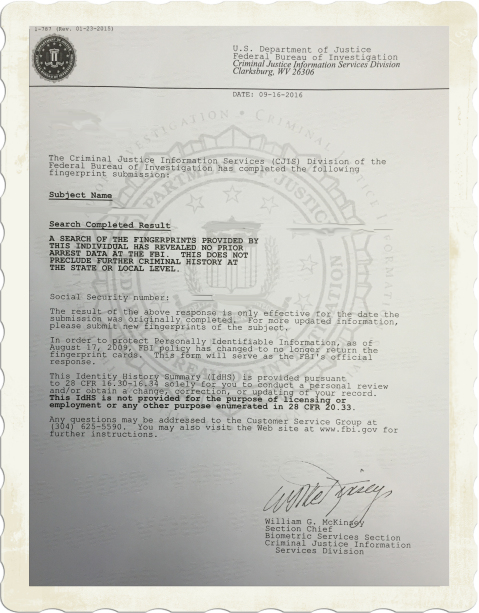 1-767 (Rev. 01-23-2015)
U.S. Department of Justice
Federal Bureau of Investigation
Criminal Justice Information Services Division
Clarksburg, WV 26306
DATE: 09-16-2016
The Criminal Justice Information Services (CJIS) Division of the
Federal Bureau of Investigation has completed the following
fingerprint submission:
Subject Name
Search Completed Result
A SEARCH OF THE FINGERPRINTS PROVIDED BY
THIS INDIVIDUAL HAS REVEALED NO PRIOR
ARREST DATA AT THE FBI. THIS DOES NOT
PRECLUDE FURTHER CRIMINAL HISTORY AT
THE STATE OR LOCAL LEVEL.
Social Security number:
The result of the above response is only effective for the date the
submission was originally completed. For more updated information,
please submit new fingerprints of the subject.
In order to protect Personally Identifiable Information, as of
August 17, 2009, FBI policy has changed to no longer return the
fingerprint cards. This form will serve as the FBI's official
response.
This Identity History Summary (IdHS) is provided pursuant
to 28 CFR 16.30-16.34 solely for you to conduct a personal review
and/or obtain a change, correction, or updating of your record.
This IdHS is not provided for the purpose of licensing or
employment or any other purpose enumerated in 28 CFR 20.33.
Any questions may be addressed to the Customer Service Group at
(304) 625-5590. You may also visit the Web site at www.fbi.gov for
further instructions.
William G. McKinsey
Section Chief
Biometric Services Section
Criminal Justice Information
Services Division